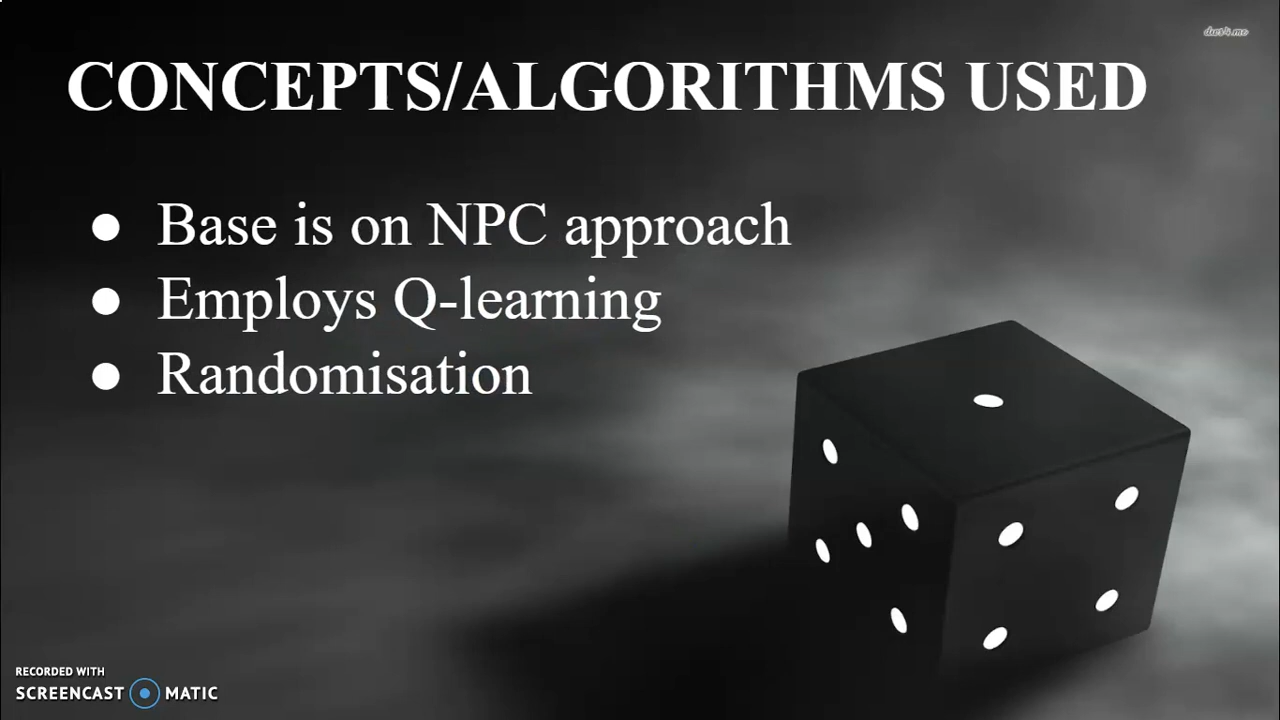 CONCEPTS/ALGORITHMS USED
● Base is on NPC approach
● Employs Q-learning
● Randomisation
RECORDED WITH
SCREENCAST MATIC